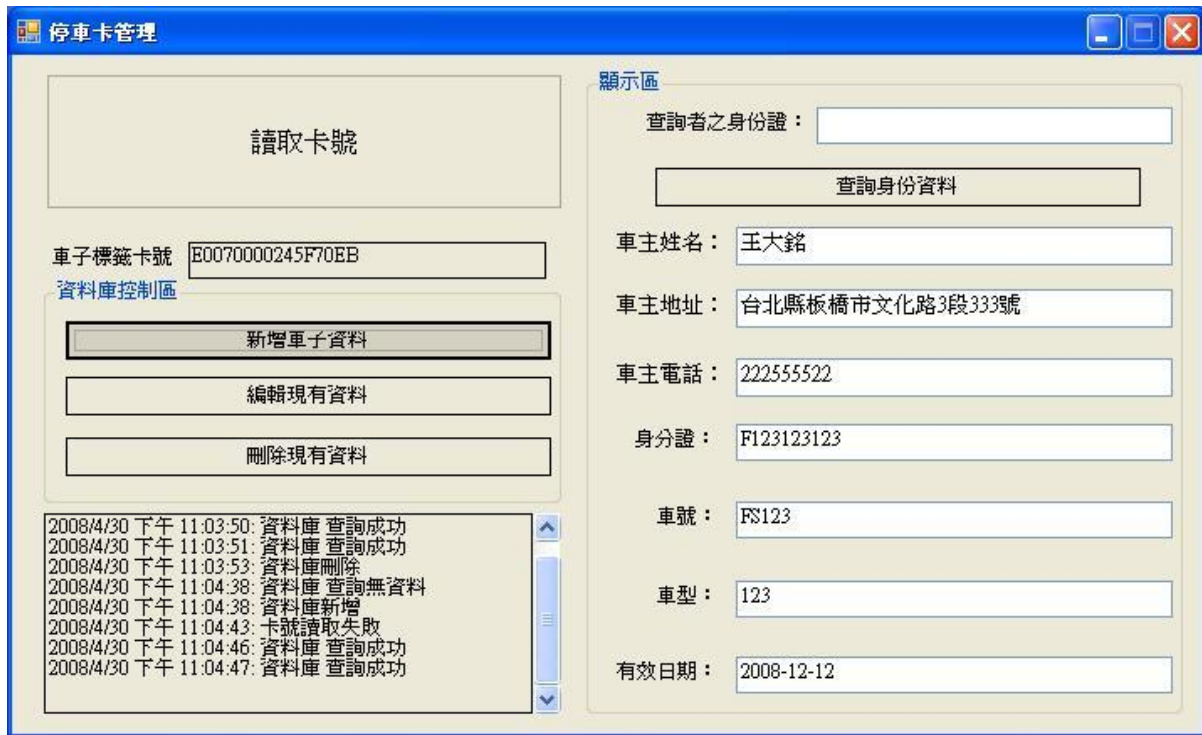 停車卡管理
讀取卡號
車子標籤卡號 E0070000245F70EB
資料庫控制區
新增車子資料
編輯現有資料
刪除現有資料
2008/4/30 下午 11:03:50: 資料庫 查詢成功
2008/4/30 下午 11:03:51: 資料庫 查詢成功
2008/4/30 下午 11:03:53: 資料庫刪除
2008/4/30 下午 11:04:38: 資料庫 查詢無資料
2008/4/30 下午 11:04:38: 資料庫新增
2008/4/30 下午 11:04:43: 卡號讀取失敗
2008/4/30 下午 11:04:46: 資料庫 查詢成功
2008/4/30 下午 11:04:47: 資料庫 查詢成功
顯示區
查詢者之身份證：
查詢身份資料
車主姓名： 王大銘
車主地址： 台北縣板橋市文化路3段333號
車主電話： 222555522
身分證： F123123123
車號： FS123
車型： 123
有效日期： 2008-12-12